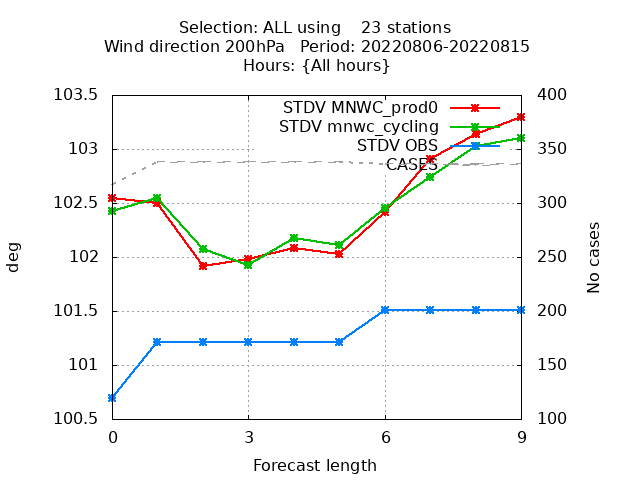 Selection: ALL using 23 stations
Wind direction 200hPa Period: 20220806-20220815
Hours: {All hours}
STDV MNWC_prod0
STDV mnwc_cycling
STDV OBS
CASES
103.5
103
102.5
102
101.5
101
100.5
400
350
300
250
200
150
100
deg
No cases
0 3 6 9
Forecast length